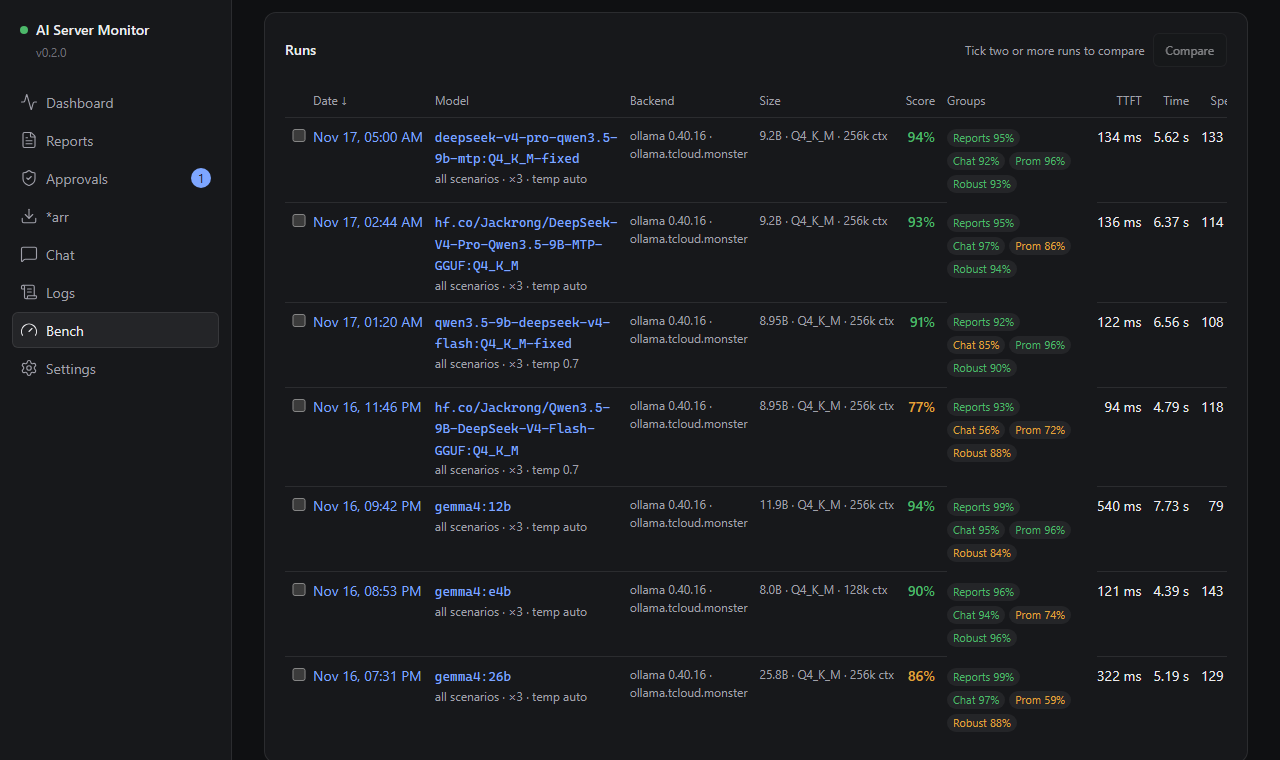 AI Server Monitor
v0.2.0
Dashboard
Reports
Approvals 1
*arr
Chat
Logs
Bench
Settings
Runs
Tick two or more runs to compare Compare
Date ↓ Model Backend Size Score Groups TTFT Time Spe
Nov 17, 05:00 AM deepseek-v4-pro-qwen3.5- ollama 0.40.16 · 9.2B · Q4_K_M · 256k ctx 94% Reports 95% 134 ms 5.62 s 133
9b-mtp:Q4_K_M-fixed ollama.tcloud.monster Chat 92% Prom 96%
all scenarios · ×3 · temp auto Robust 93%
Nov 17, 02:44 AM hf.co/Jackrong/DeepSeek- ollama 0.40.16 · 9.2B · Q4_K_M · 256k ctx 93% Reports 95% 136 ms 6.37 s 114
V4-Pro-Qwen3.5-9B-MTP- ollama.tcloud.monster Chat 97% Prom 86%
GGUF:Q4_K_M Robust 94%
all scenarios · ×3 · temp auto
Nov 17, 01:20 AM qwen3.5-9b-deepseek-v4- ollama 0.40.16 · 8.95B · Q4_K_M · 256k ctx 91% Reports 92% 122 ms 6.56 s 108
flash:Q4_K_M-fixed ollama.tcloud.monster Chat 85% Prom 96%
all scenarios · ×3 · temp 0.7 Robust 90%
Nov 16, 11:46 PM hf.co/Jackrong/Qwen3.5- ollama 0.40.16 · 8.95B · Q4_K_M · 256k ctx 77% Reports 93% 94 ms 4.79 s 118
9B-DeepSeek-V4-Flash- ollama.tcloud.monster Chat 56% Prom 72%
GGUF:Q4_K_M Robust 88%
all scenarios · ×3 · temp 0.7
Nov 16, 09:42 PM gemma4:12b ollama 0.40.16 · 11.9B · Q4_K_M · 256k ctx 94% Reports 99% 540 ms 7.73 s 79
all scenarios · ×3 · temp auto ollama.tcloud.monster Chat 95% Prom 96%
Robust 84%
Nov 16, 08:53 PM gemma4:e4b ollama 0.40.16 · 8.0B · Q4_K_M · 128k ctx 90% Reports 96% 121 ms 4.39 s 143
all scenarios · ×3 · temp auto ollama.tcloud.monster Chat 94% Prom 74%
Robust 96%
Nov 16, 07:31 PM gemma4:26b ollama 0.40.16 · 25.8B · Q4_K_M · 256k ctx 86% Reports 99% 322 ms 5.19 s 129
all scenarios · ×3 · temp auto ollama.tcloud.monster Chat 97% Prom 59%
Robust 88%